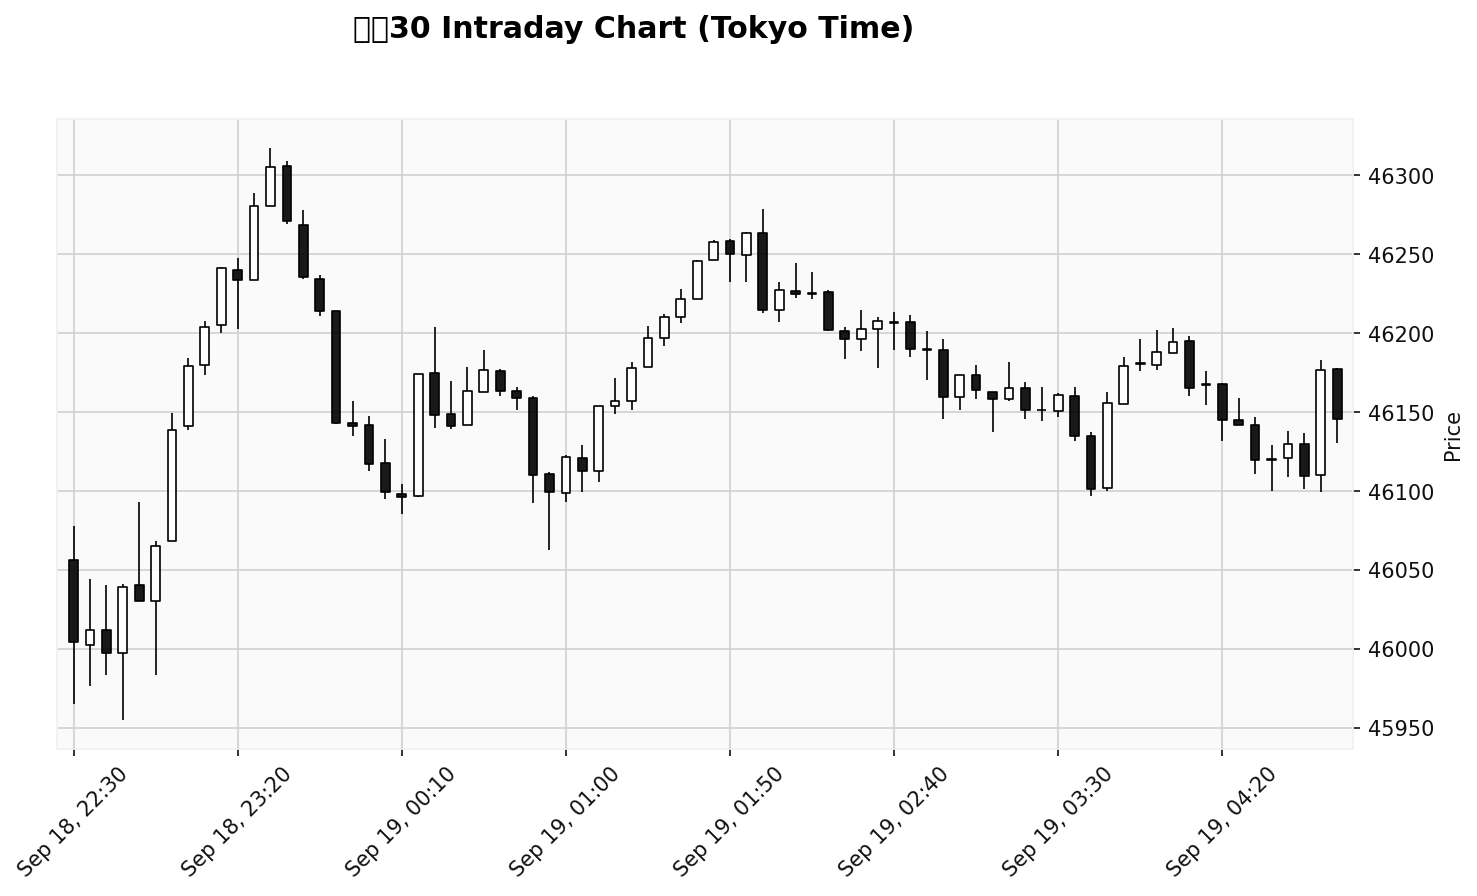 30 Intraday Chart (Tokyo Time)
46300
46250
46200
46150
46100
46050
46000
45950
Price
Sep 18, 22:30
Sep 18, 23:20
Sep 19, 00:10
Sep 19, 01:00
Sep 19, 01:50
Sep 19, 02:40
Sep 19, 03:30
Sep 19, 04:20